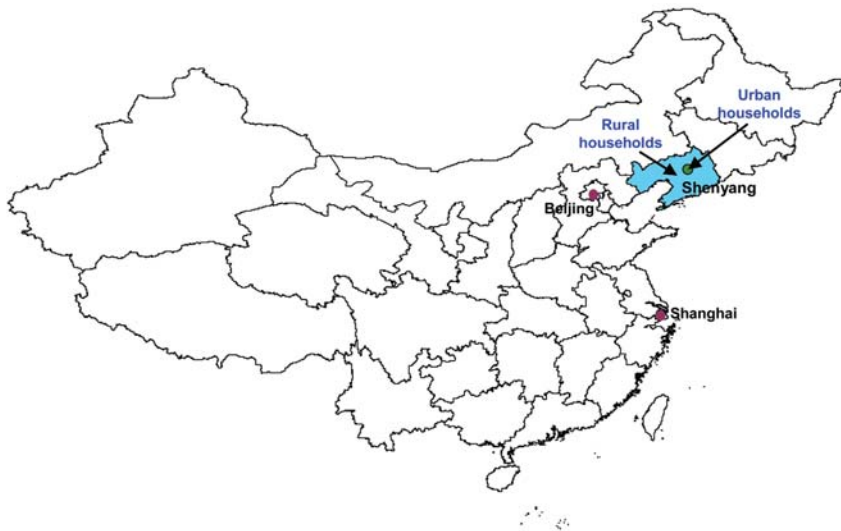 Urban
households
Rural
households
Shenyang
Beijing
Shanghai